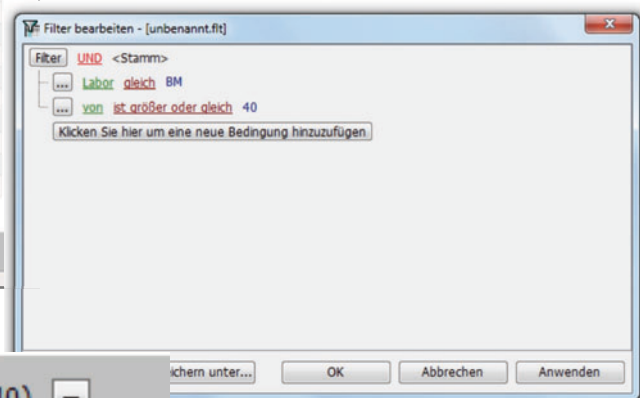 Filter bearbeiten - [unbenannt.flt]
Filter UND <Stamm>
... Labor gleich BM
... von ist größer oder gleich 40
Klicken Sie hier um eine neue Bedingung hinzuzufügen
unter... OK Abbrechen Anwenden